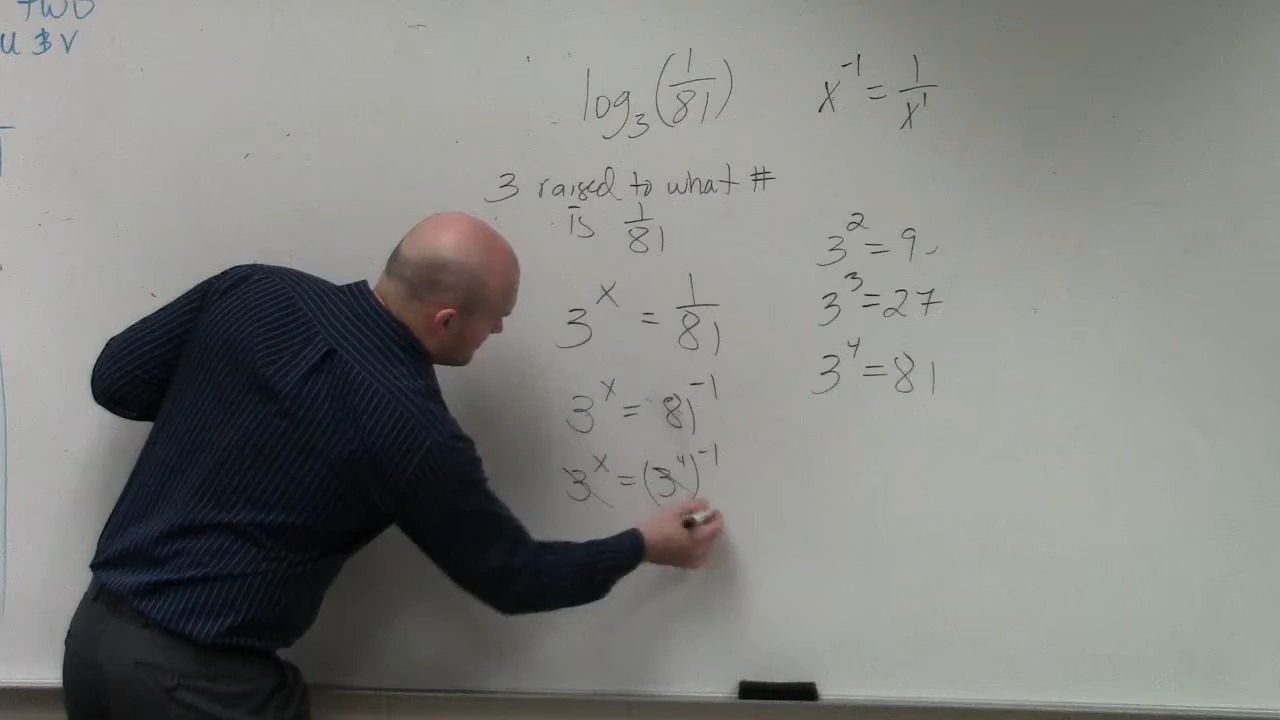 TWO
U & V
log₃(1/81)
x⁻¹ = 1/x¹
3 raised to what #
is 1/81
3ˣ = 1/81
3ˣ = 81⁻¹
3ˣ = (3⁴)⁻¹
3² = 9
3³ = 27
3⁴ = 81